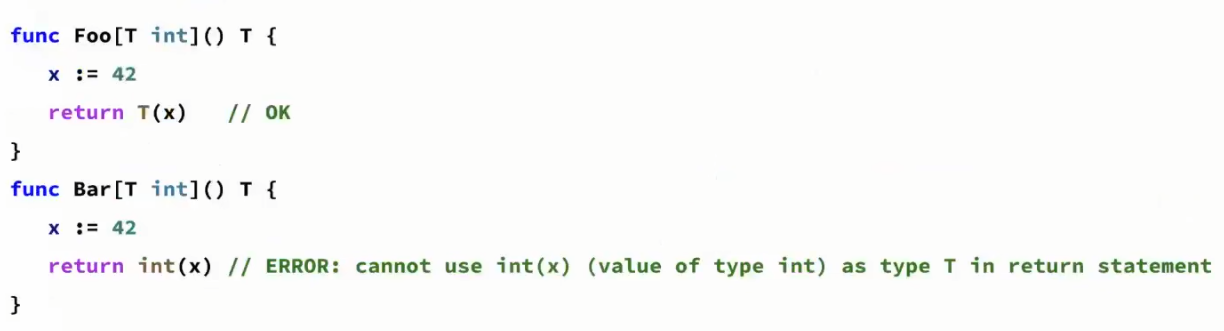 func Foo[T int]() T {
x := 42
return T(x) // OK
}
func Bar[T int]() T {
x := 42
return int(x) // ERROR: cannot use int(x) (value of type int) as type T in return statement
}